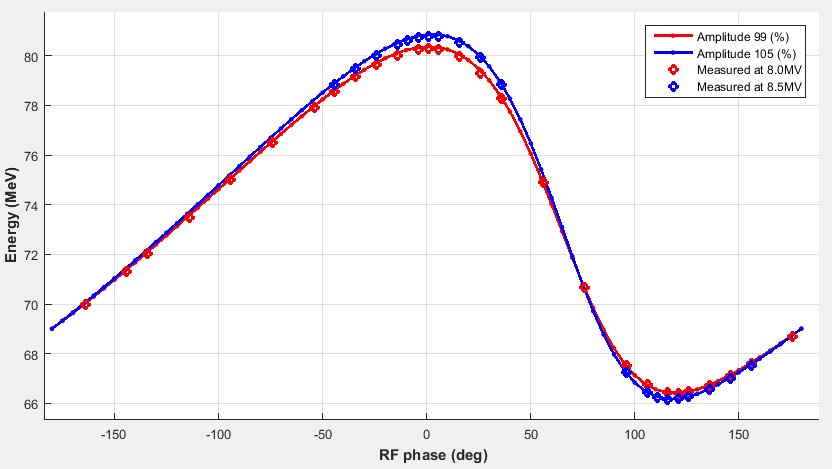 Amplitude 99 (%)
Amplitude 105 (%)
Measured at 8.0MV
Measured at 8.5MV
Energy (MeV)
80
78
76
74
72
70
68
66
-150 -100 -50 0 50 100 150
RF phase (deg)